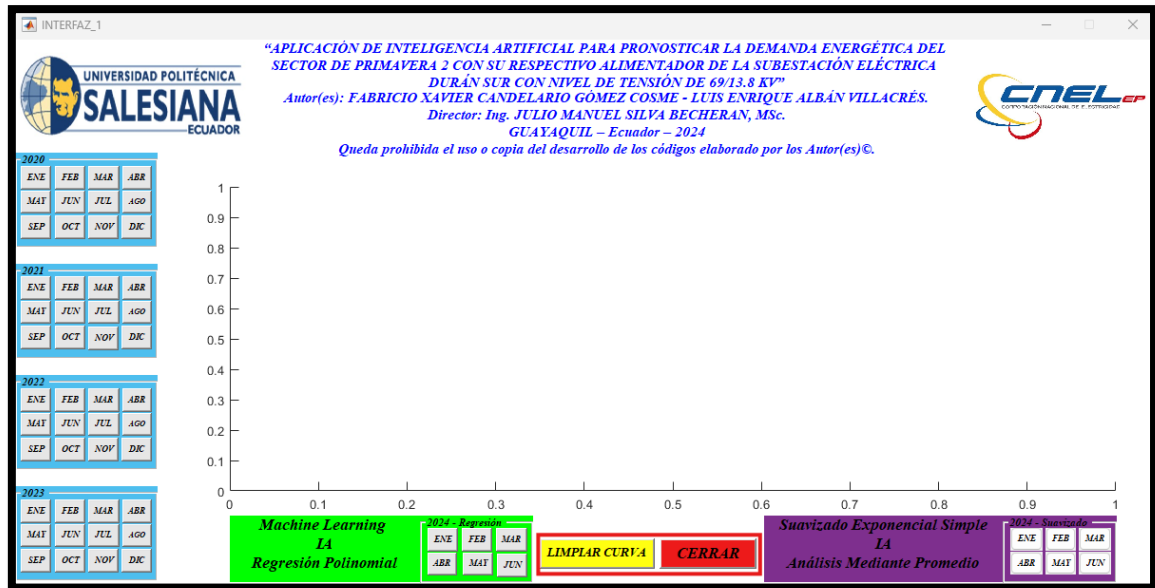 INTERFAZ_1
“APLICACIÓN DE INTELIGENCIA ARTIFICIAL PARA PRONOSTICAR LA DEMANDA ENERGÉTICA DEL
SECTOR DE PRIMAVERA 2 CON SU RESPECTIVO ALIMENTADOR DE LA SUBESTACIÓN ELÉCTRICA
DURÁN SUR CON NIVEL DE TENSIÓN DE 69/13.8 KV”
Autor(es): FABRICIO XAVIER CANDELARIO GÓMEZ COSME - LUIS ENRIQUE ALBÁN VILLACRÉS.
Director: Ing. JULIO MANUEL SILVA BECHERAN, MSc.
GUAYAQUIL – Ecuador – 2024
Queda prohibida el uso o copia del desarrollo de los códigos elaborado por los Autor(es)©.
UNIVERSIDAD POLITÉCNICA
SALESIANA
ECUADOR
CNEL EP
CORPORACIÓN NACIONAL DE ELECTRICIDAD
2020
ENE FEB MAR ABR
MAY JUN JUL AGO
SEP OCT NOV DIC
2021
ENE FEB MAR ABR
MAY JUN JUL AGO
SEP OCT NOV DIC
2022
ENE FEB MAR ABR
MAY JUN JUL AGO
SEP OCT NOV DIC
2023
ENE FEB MAR ABR
MAY JUN JUL AGO
SEP OCT NOV DIC
1
0.9
0.8
0.7
0.6
0.5
0.4
0.3
0.2
0.1
0
0 0.1 0.2 0.3 0.4 0.5 0.6 0.7 0.8 0.9 1
Machine Learning
IA
Regresión Polinomial
2024 - Regresión
ENE FEB MAR
ABR MAY JUN
LIMPIAR CURVA
CERRAR
Suavizado Exponencial Simple
IA
Análisis Mediante Promedio
2024 - Suavizado
ENE FEB MAR
ABR MAY JUN